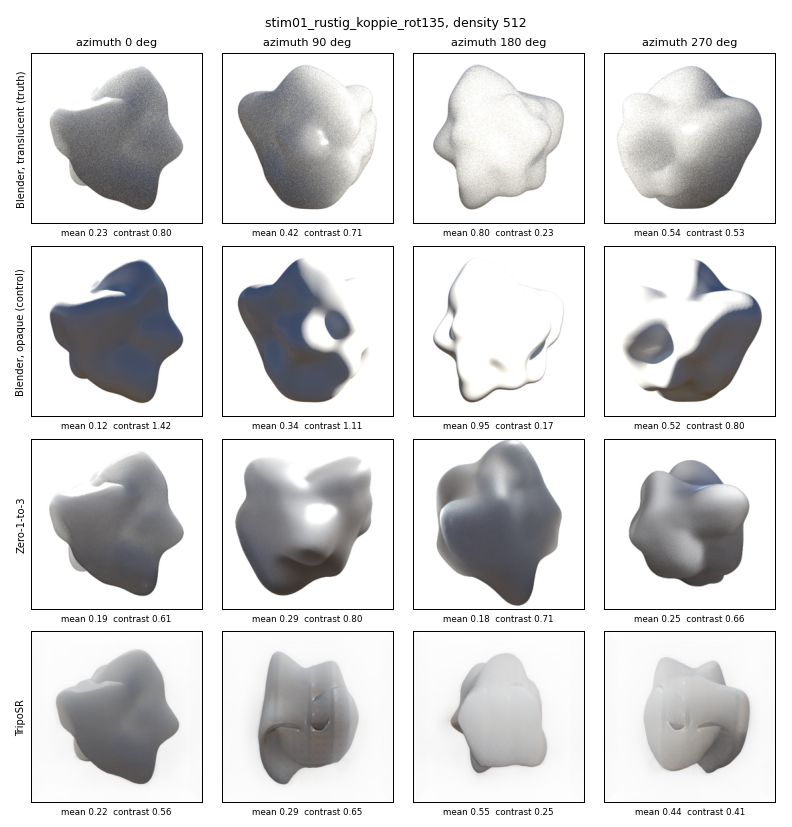 stim01_rustig_koppie_rot135, density 512
azimuth 0 deg
azimuth 90 deg
azimuth 180 deg
azimuth 270 deg
Blender, translucent (truth)
mean 0.23  contrast 0.80
mean 0.42  contrast 0.71
mean 0.80  contrast 0.23
mean 0.54  contrast 0.53
Blender, opaque (control)
mean 0.12  contrast 1.42
mean 0.34  contrast 1.11
mean 0.95  contrast 0.17
mean 0.52  contrast 0.80
Zero-1-to-3
mean 0.19  contrast 0.61
mean 0.29  contrast 0.80
mean 0.18  contrast 0.71
mean 0.25  contrast 0.66
TripoSR
mean 0.22  contrast 0.56
mean 0.29  contrast 0.65
mean 0.55  contrast 0.25
mean 0.44  contrast 0.41